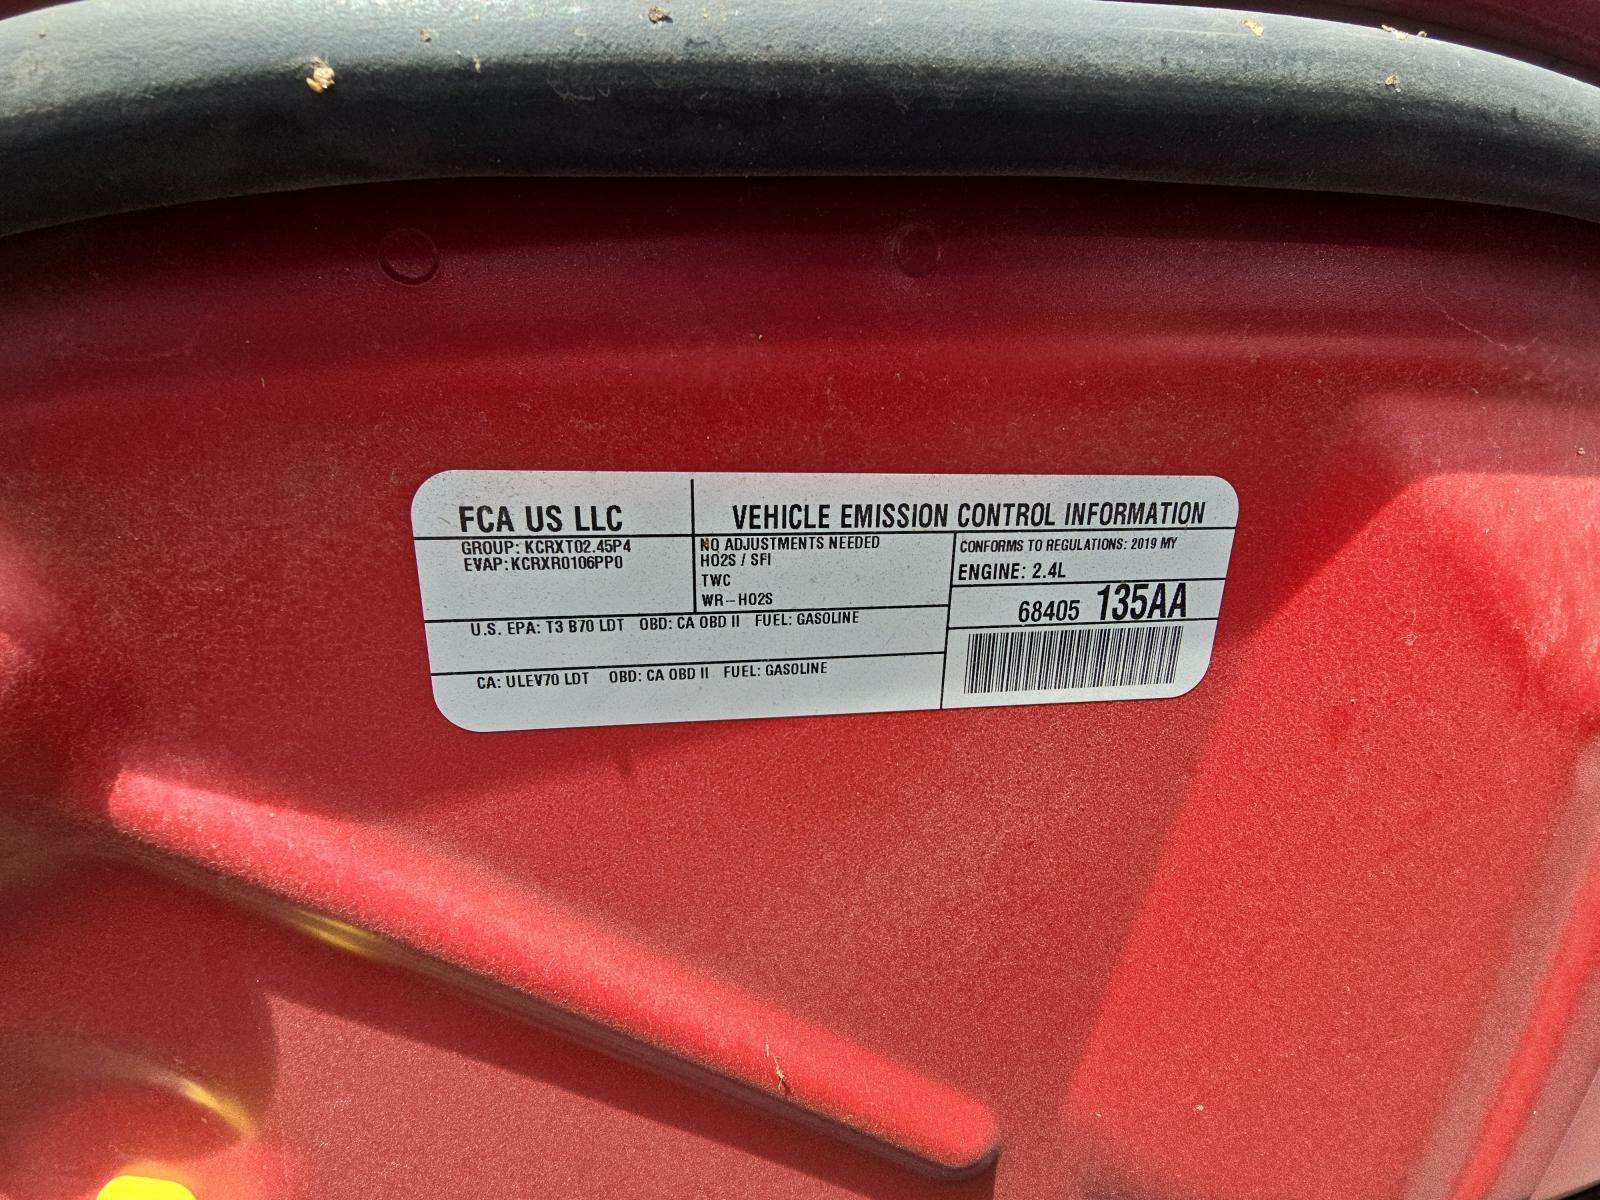 FCA US LLC
VEHICLE EMISSION CONTROL INFORMATION
GROUP: KCRXT02.45P4
EVAP: KCRXR0106PP0
NO ADJUSTMENTS NEEDED
HO2S / SFI
TWC
WR--HO2S
CONFORMS TO REGULATIONS: 2019 MY
ENGINE: 2.4L
68405 135AA
U.S. EPA: T3 B70 LDT OBD: CA OBD II FUEL: GASOLINE
CA: ULEV70 LDT OBD: CA OBD II FUEL: GASOLINE